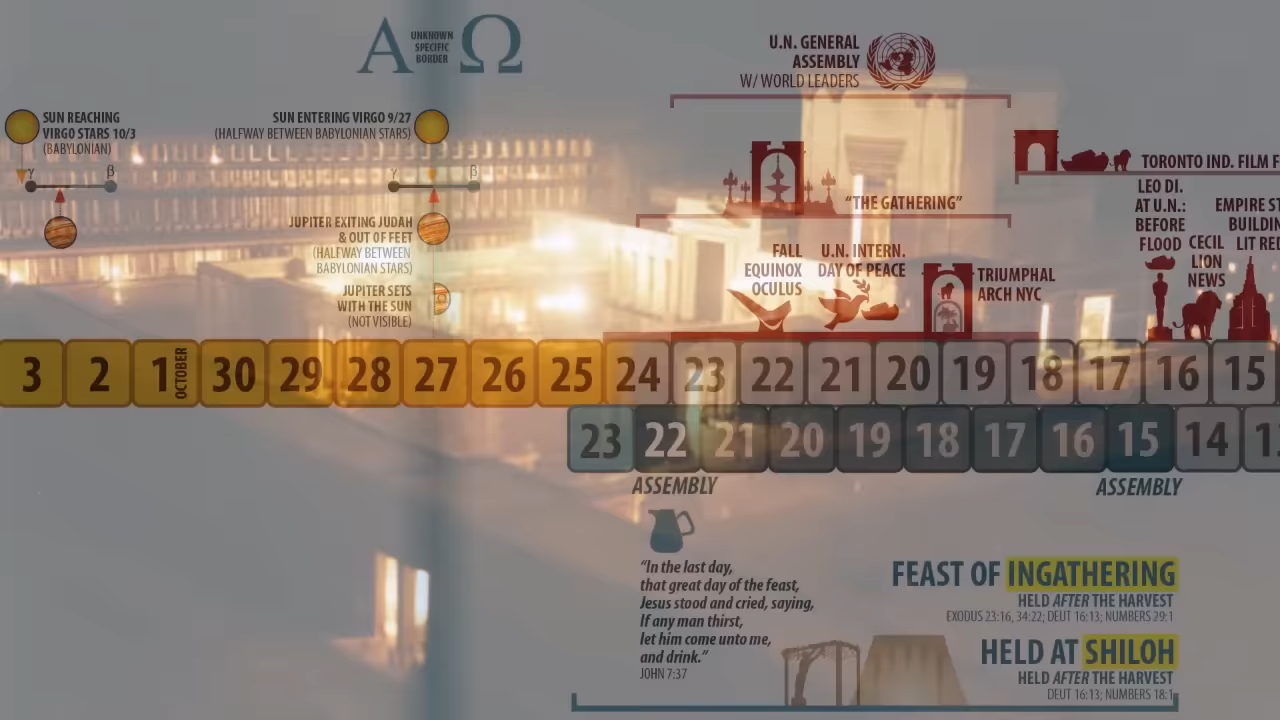 A
UNKNOWN
SPECIFIC
BORDER
Ω
U.N. GENERAL
ASSEMBLY
W/ WORLD LEADERS
SUN REACHING
VIRGO STARS 10/3
(BABYLONIAN)
γ β
SUN ENTERING VIRGO 9/27
(HALFWAY BETWEEN BABYLONIAN STARS)
γ β
JUPITER EXITING JUDAH
& OUT OF FEET
(HALFWAY BETWEEN
BABYLONIAN STARS)
JUPITER SETS
WITH THE SUN
(NOT VISIBLE)
"THE GATHERING"
FALL
EQUINOX
OCULUS
U.N. INTERN.
DAY OF PEACE
TRIUMPHAL
ARCH NYC
TORONTO IND. FILM F
LEO DI.
AT U.N.:
BEFORE
FLOOD
CECIL
LION
NEWS
EMPIRE ST
BUILDIN
LIT RED
3 2 1 OCTOBER 30 29 28 27 26 25 24 23 22 21 20 19 18 17 16 15
23 22 21 20 19 18 17 16 15 14
ASSEMBLY
ASSEMBLY
"In the last day,
that great day of the feast,
Jesus stood and cried, saying,
If any man thirst,
let him come unto me,
and drink."
JOHN 7:37
FEAST OF INGATHERING
HELD AFTER THE HARVEST
EXODUS 23:16, 34:22; DEUT 16:13; NUMBERS 29:1
HELD AT SHILOH
HELD AFTER THE HARVEST
DEUT 16:13; NUMBERS 18:1